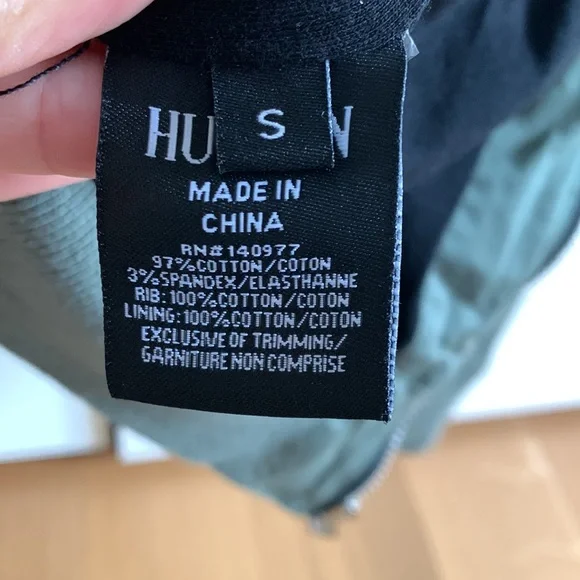 S
MADE IN
CHINA
RN#140977
97%COTTON/COTON
3%SPANDEX/ELASTHANNE
RIB:100%COTTON/COTON
LINING:100%COTTON/COTON
EXCLUSIVE OF TRIMMING/
GARNITURE NON COMPRISE